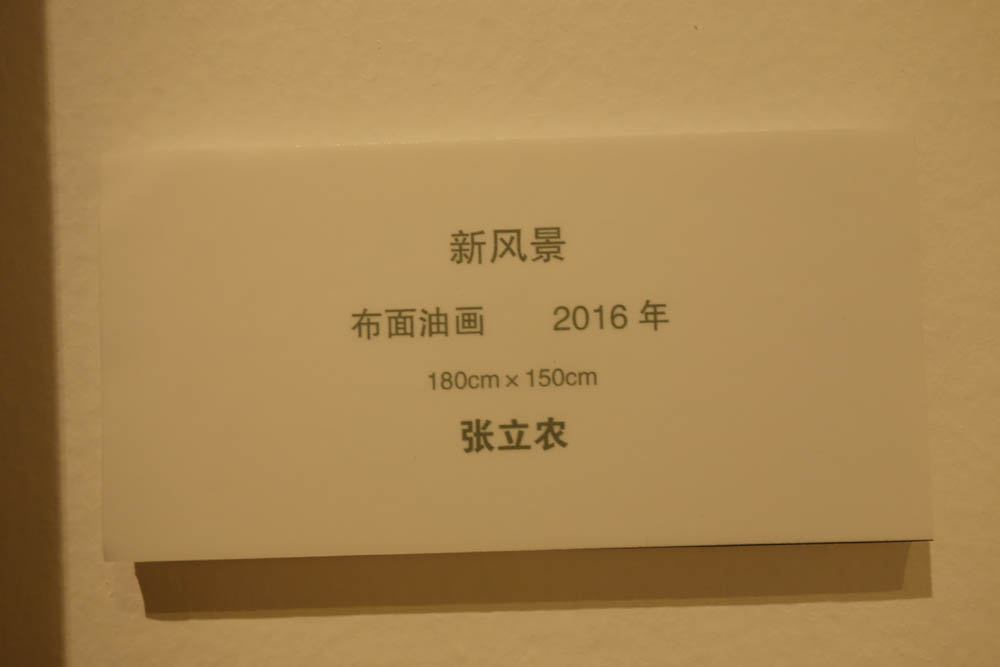 新风景
布面油画 2016 年
180cm × 150cm
张立农